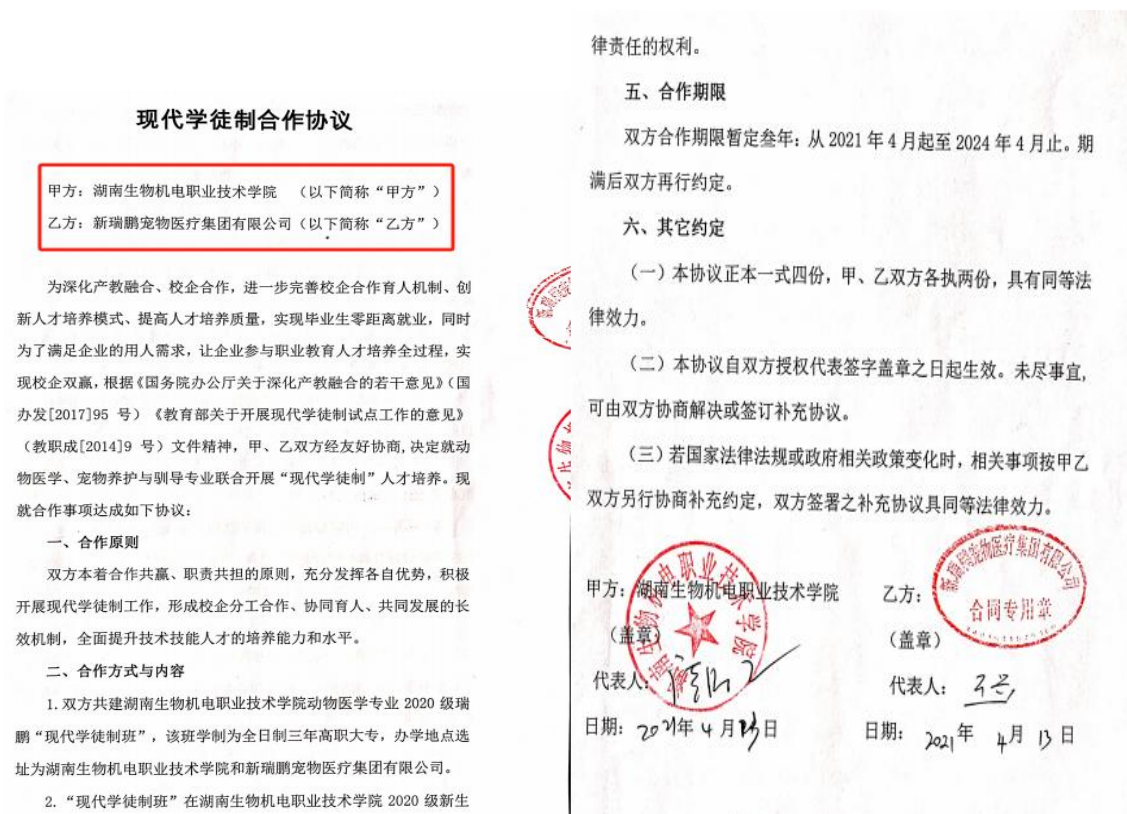 现代学徒制合作协议
甲方：湖南生物机电职业技术学院 （以下简称“甲方”）
乙方：新瑞鹏宠物医疗集团有限公司（以下简称“乙方”）
为深化产教融合、校企合作，进一步完善校企合作育人机制、创
新人才培养模式、提高人才培养质量，实现毕业生零距离就业，同时
为了满足企业的用人需求，让企业参与职业教育人才培养全过程，实
现校企双赢，根据《国务院办公厅关于深化产教融合的若干意见》（国
办发[2017]95 号）《教育部关于开展现代学徒制试点工作的意见》
（教职成[2014]9 号）文件精神，甲、乙双方经友好协商,决定就动
物医学、宠物养护与驯导专业联合开展“现代学徒制”人才培养。现
就合作事项达成如下协议：
一、合作原则
双方本着合作共赢、职责共担的原则，充分发挥各自优势，积极
开展现代学徒制工作，形成校企分工合作、协同育人、共同发展的长
效机制，全面提升技术技能人才的培养能力和水平。
二、合作方式与内容
1.双方共建湖南生物机电职业技术学院动物医学专业 2020 级瑞
鹏“现代学徒制班”，该班学制为全日制三年高职大专，办学地点选
址为湖南生物机电职业技术学院和新瑞鹏宠物医疗集团有限公司。
2.“现代学徒制班”在湖南生物机电职业技术学院 2020 级新生
律责任的权利。
五、合作期限
双方合作期限暂定叁年：从 2021 年 4 月起至 2024 年 4 月止。期
满后双方再行约定。
六、其它约定
（一）本协议正本一式四份，甲、乙双方各执两份，具有同等法
律效力。
（二）本协议自双方授权代表签字盖章之日起生效。未尽事宜,
可由双方协商解决或签订补充协议。
（三）若国家法律法规或政府相关政策变化时，相关事项按甲乙
双方另行协商补充约定，双方签署之补充协议具同等法律效力。
甲方：湖南生物机电职业技术学院
（盖章）
代表人：
日期：2021年 4 月 日
湖南生物机电职业技术学院
乙方：
（盖章）
代表人：
日期：2021 年 4月 13 日
新瑞鹏宠物医疗集团有限公司
合同专用章